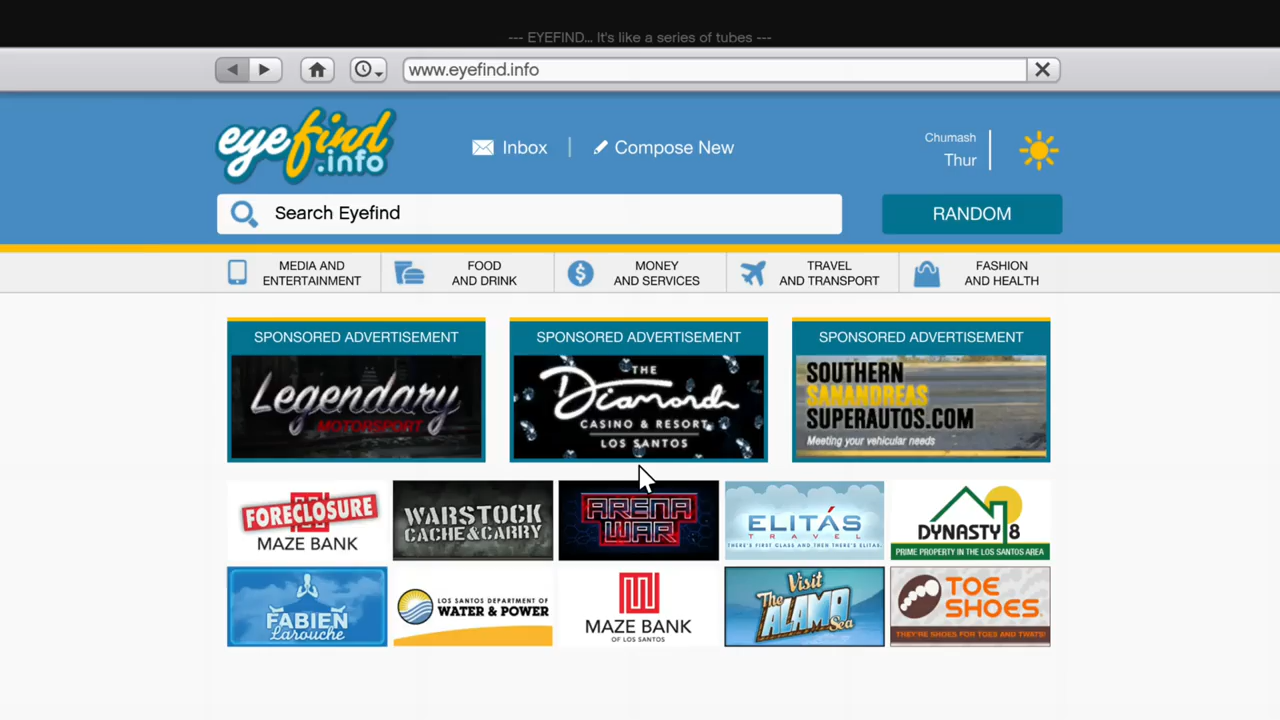 --- EYEFIND... It's like a series of tubes ---
www.eyefind.info
eyefind
.info
Inbox
Compose New
Chumash
Thur
Search Eyefind
RANDOM
MEDIA AND
ENTERTAINMENT
FOOD
AND DRINK
MONEY
AND SERVICES
TRAVEL
AND TRANSPORT
FASHION
AND HEALTH
SPONSORED ADVERTISEMENT
Legendary
MOTORSPORT
SPONSORED ADVERTISEMENT
THE
Diamond
CASINO & RESORT
LOS SANTOS
SPONSORED ADVERTISEMENT
SOUTHERN
SANANDREAS
SUPERAUTOS.COM
Meeting your vehicular needs
FORECLOSURE
MAZE BANK
WARSTOCK
CACHE&CARRY
ARENA
WAR
ELITÁS
TRAVEL
THERE'S FIRST CLASS AND THEN THERE'S ELITAS
DYNASTY 8
PRIME PROPERTY IN THE LOS SANTOS AREA
FABIEN
Larouche
LOS SANTOS DEPARTMENT OF
WATER & POWER
MAZE BANK
OF LOS SANTOS
Visit
The
ALAMO
Sea
TOE
SHOES
THEY'RE SHOES FOR TOES AND TWATS!